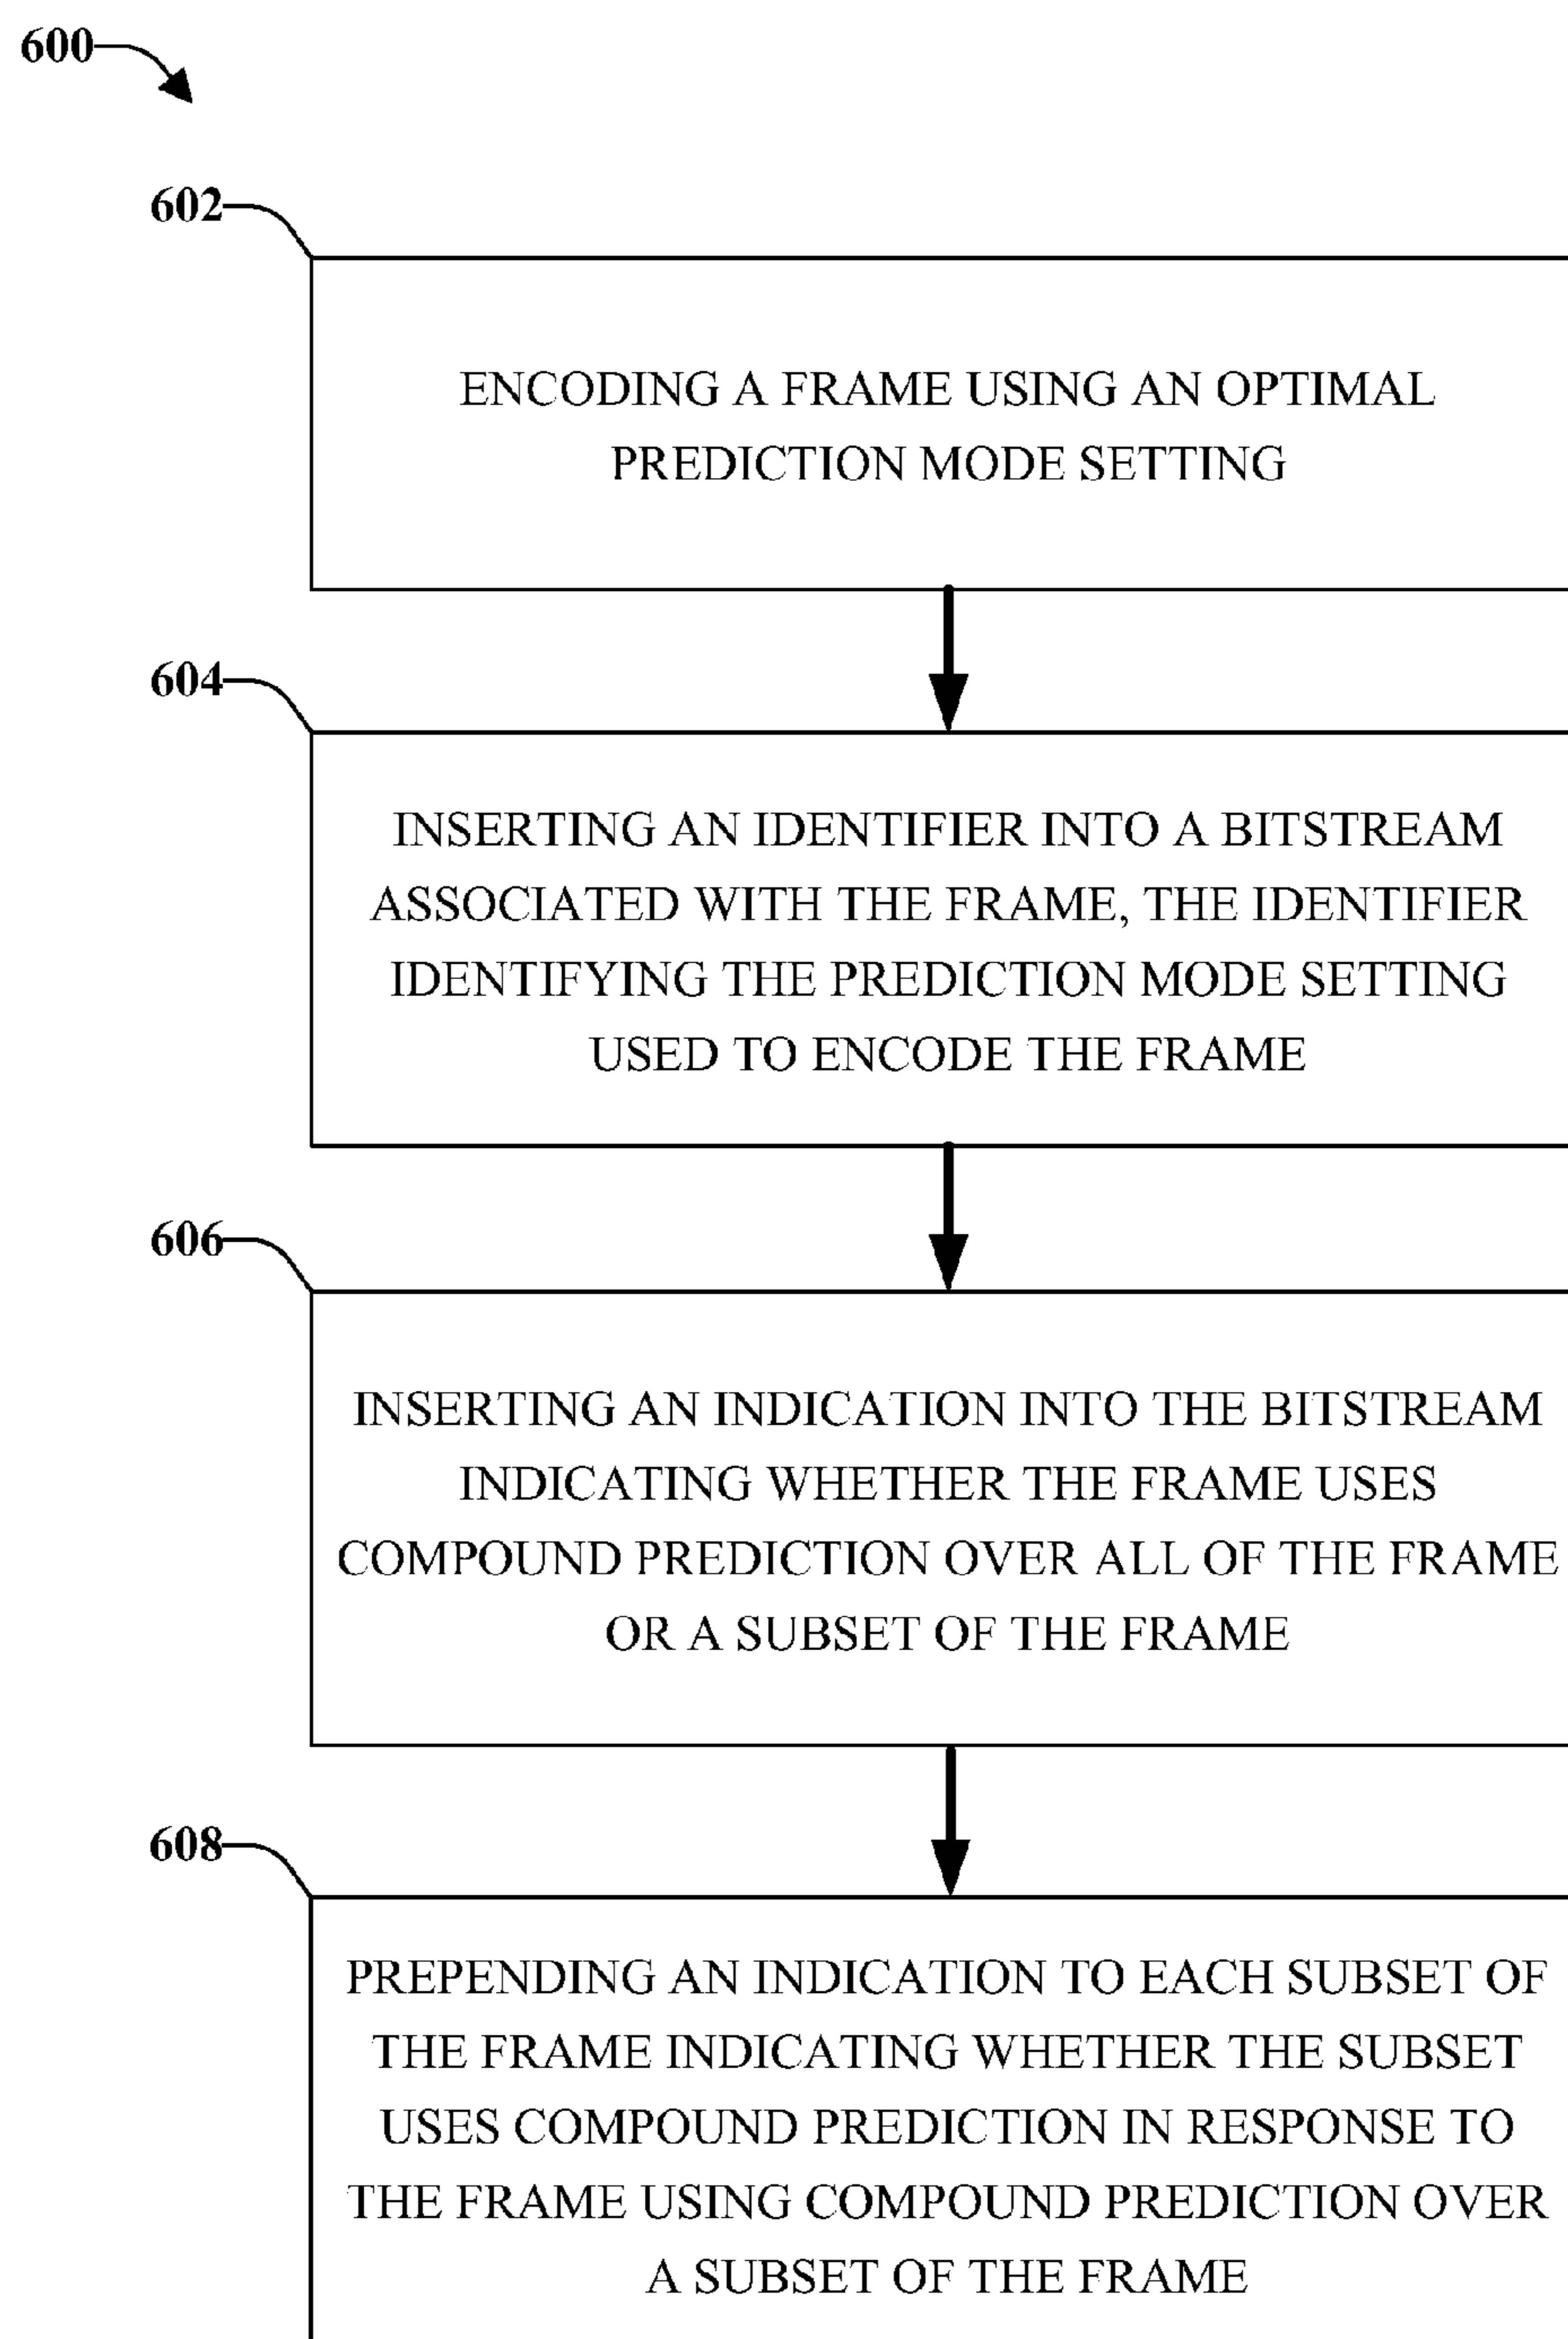 600
602
ENCODING A FRAME USING AN OPTIMAL
PREDICTION MODE SETTING
604
INSERTING AN IDENTIFIER INTO A BITSTREAM
ASSOCIATED WITH THE FRAME, THE IDENTIFIER
IDENTIFYING THE PREDICTION MODE SETTING
USED TO ENCODE THE FRAME
606
INSERTING AN INDICATION INTO THE BITSTREAM
INDICATING WHETHER THE FRAME USES
COMPOUND PREDICTION OVER ALL OF THE FRAME
OR A SUBSET OF THE FRAME
608
PREPENDING AN INDICATION TO EACH SUBSET OF
THE FRAME INDICATING WHETHER THE SUBSET
USES COMPOUND PREDICTION IN RESPONSE TO
THE FRAME USING COMPOUND PREDICTION OVER
A SUBSET OF THE FRAME